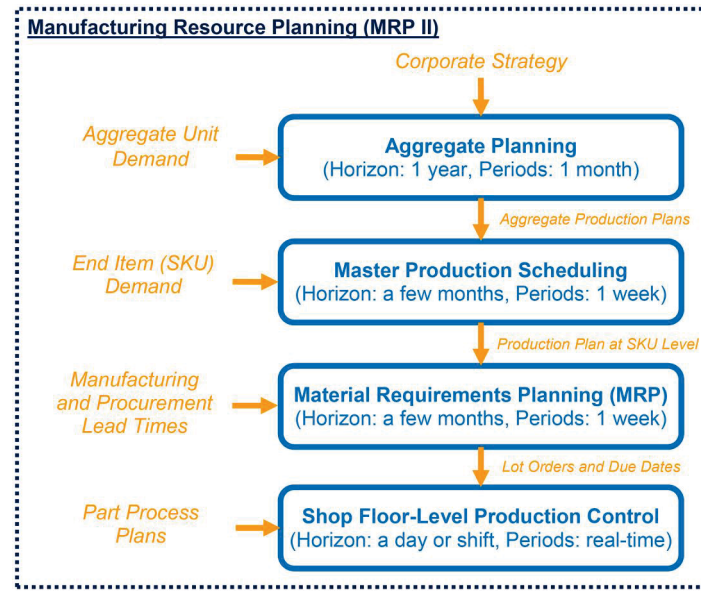 Manufacturing Resource Planning (MRP II)
Corporate Strategy
Aggregate Unit
Demand
Aggregate Planning
(Horizon: 1 year, Periods: 1 month)
Aggregate Production Plans
End Item (SKU)
Demand
Master Production Scheduling
(Horizon: a few months, Periods: 1 week)
Production Plan at SKU Level
Manufacturing
and Procurement
Lead Times
Material Requirements Planning (MRP)
(Horizon: a few months, Periods: 1 week)
Lot Orders and Due Dates
Part Process
Plans
Shop Floor-Level Production Control
(Horizon: a day or shift, Periods: real-time)